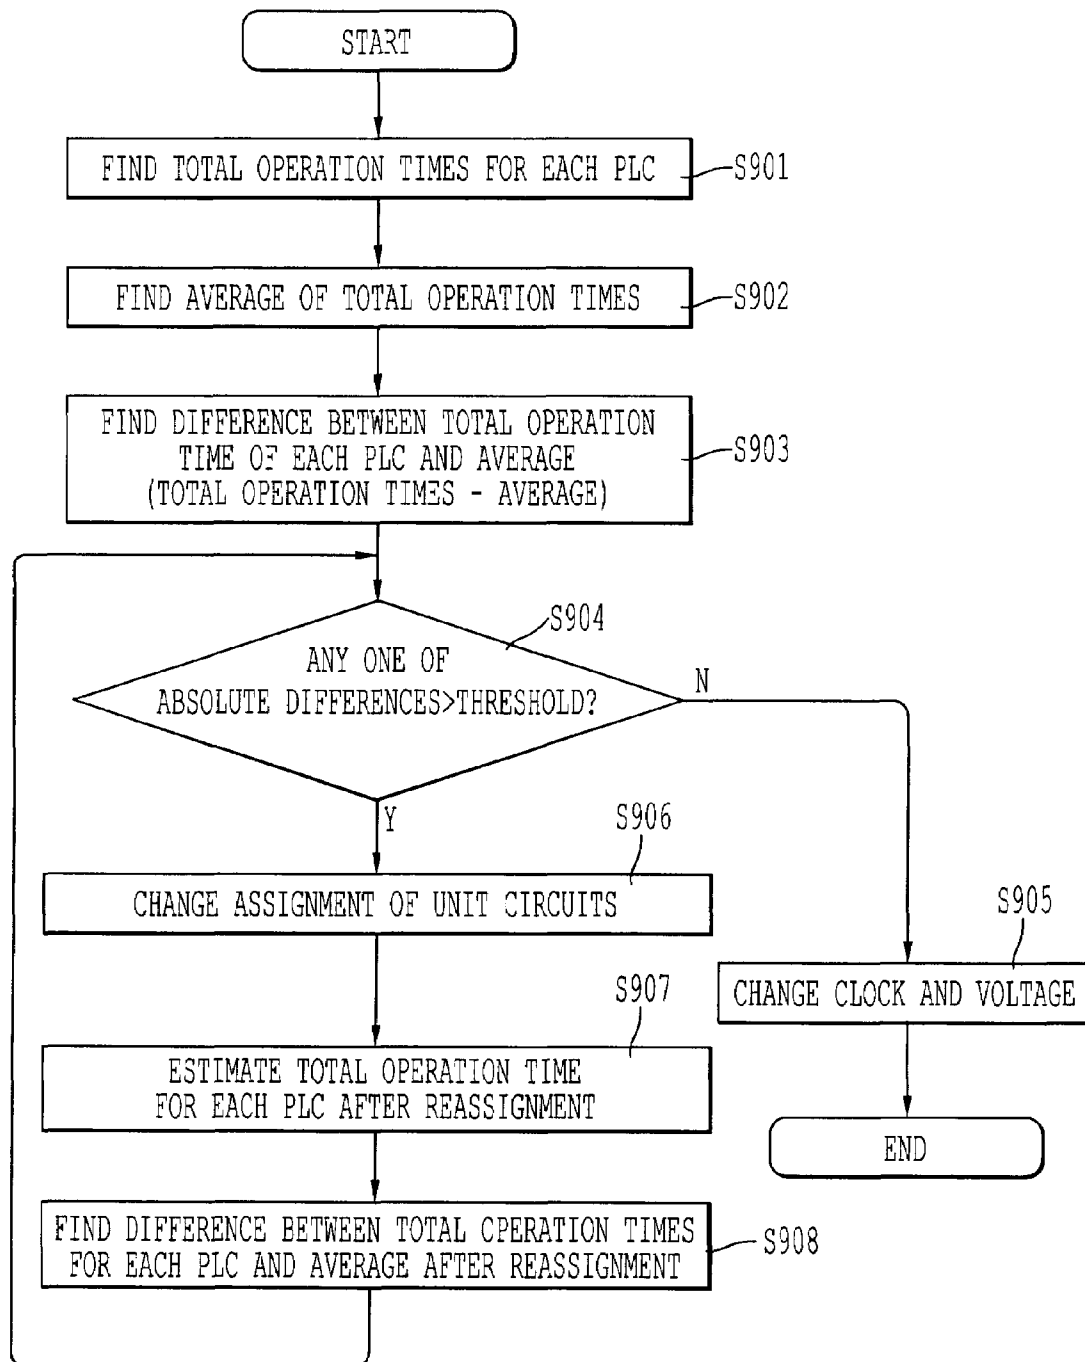 START
FIND TOTAL OPERATION TIMES FOR EACH PLC
S901
FIND AVERAGE OF TOTAL OPERATION TIMES
S902
FIND DIFFERENCE BETWEEN TOTAL OPERATION
TIME OF EACH PLC AND AVERAGE
(TOTAL OPERATION TIMES - AVERAGE)
S903
S904
ANY ONE OF
ABSOLUTE DIFFERENCES>THRESHOLD?
N
Y
S906
CHANGE ASSIGNMENT OF UNIT CIRCUITS
S905
CHANGE CLOCK AND VOLTAGE
S907
ESTIMATE TOTAL OPERATION TIME
FOR EACH PLC AFTER REASSIGNMENT
END
FIND DIFFERENCE BETWEEN TOTAL OPERATION TIMES
FOR EACH PLC AND AVERAGE AFTER REASSIGNMENT
S908